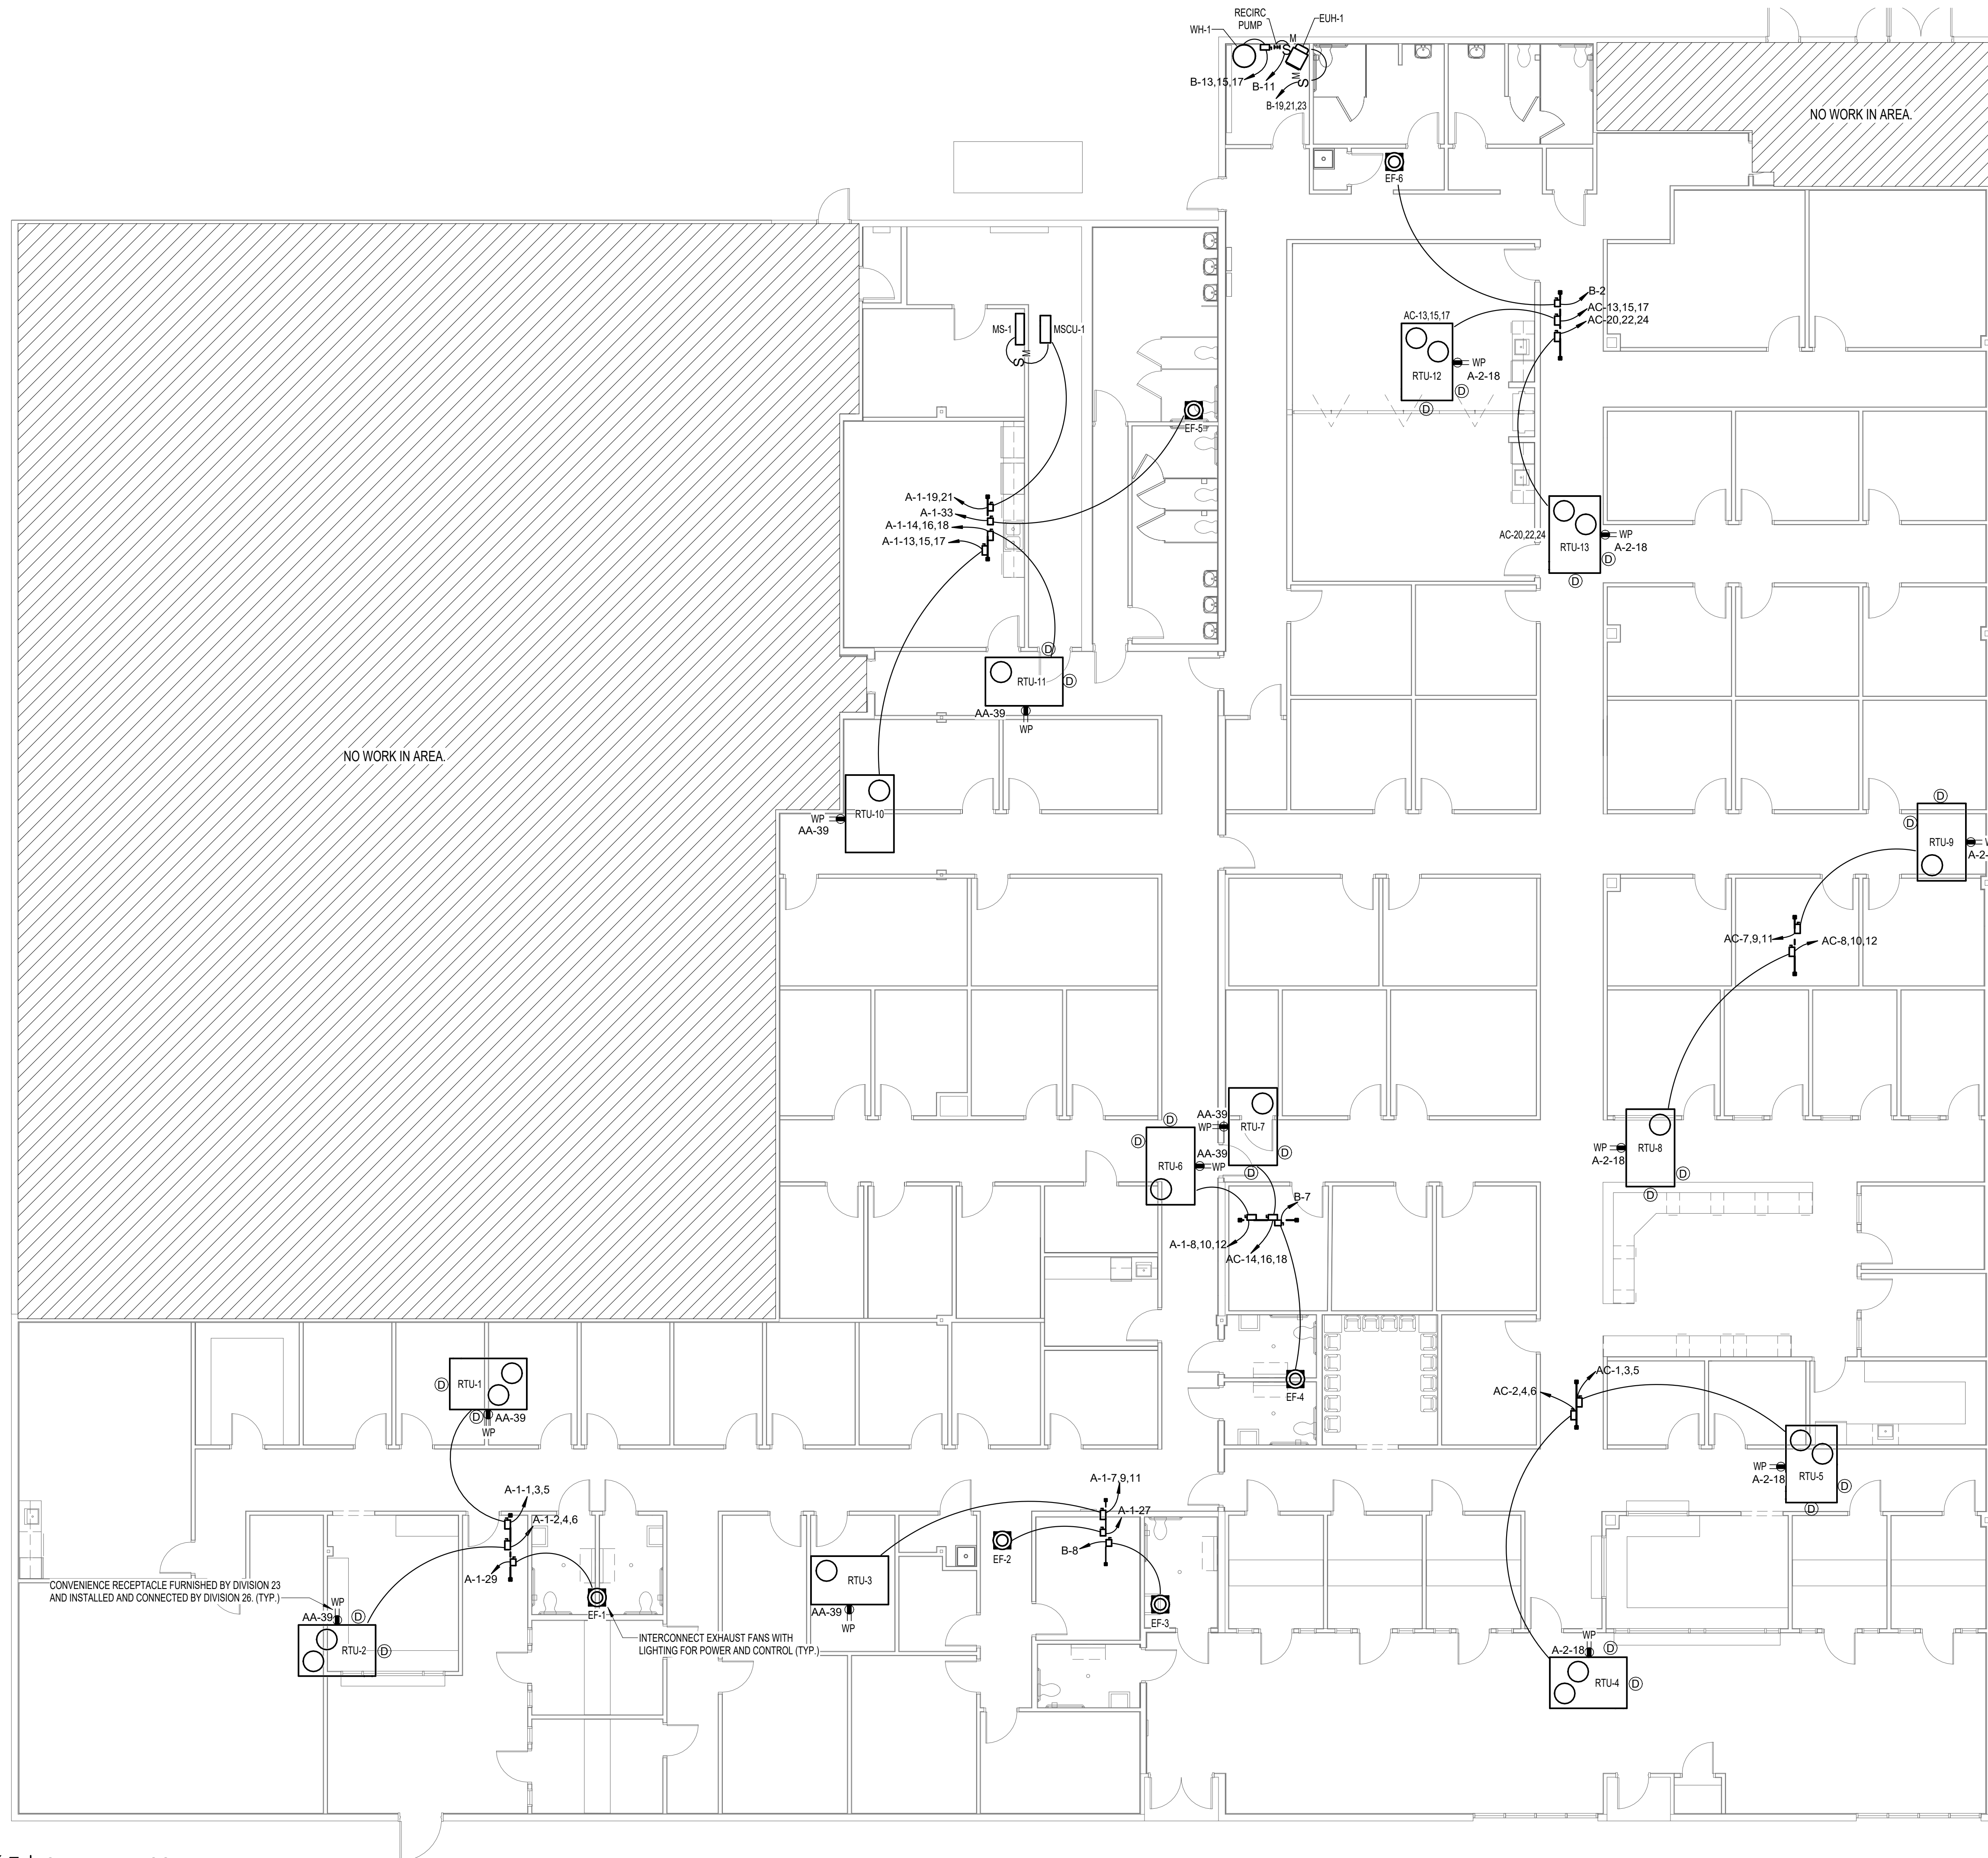 RECIRC
PUMP
EUH-1
WH-1
M
S
B-13,15,17
B-11
M
S
B-19,21,23
NO WORK IN AREA.
EF-6
B-2
AC-13,15,17
AC-20,22,24
AC-13,15,17
RTU-12
WP
A-2-18
D
D
MS-1
MSCU-1
S
M
EF-5
A-1-19,21
A-1-33
A-1-14,16,18
A-1-13,15,17
AC-20,22,24
RTU-13
WP
A-2-18
D
D
D
RTU-11
D
AA-39
WP
NO WORK IN AREA.
RTU-10
WP
AA-39
D
D
RTU-9
A-2-
AC-7,9,11
AC-8,10,12
AA-39
WP
RTU-7
D
D
D
D
RTU-6
AA-39
WP
WP
A-2-18
RTU-8
D
D
B-7
A-1-8,10,12
AC-14,16,18
EF-4
D
RTU-1
D
AA-39
WP
AC-1,3,5
AC-2,4,6
WP
A-2-18
RTU-5
D
D
A-1-1,3,5
A-1-2,4,6
A-1-29
A-1-7,9,11
A-1-27
B-8
EF-2
RTU-3
AA-39
WP
EF-3
EF-1
CONVENIENCE RECEPTACLE FURNISHED BY DIVISION 23
AND INSTALLED AND CONNECTED BY DIVISION 26. (TYP.)
WP
AA-39
D
RTU-2
D
INTERCONNECT EXHAUST FANS WITH
LIGHTING FOR POWER AND CONTROL (TYP.)
WP
A-2-18
D
RTU-4
D